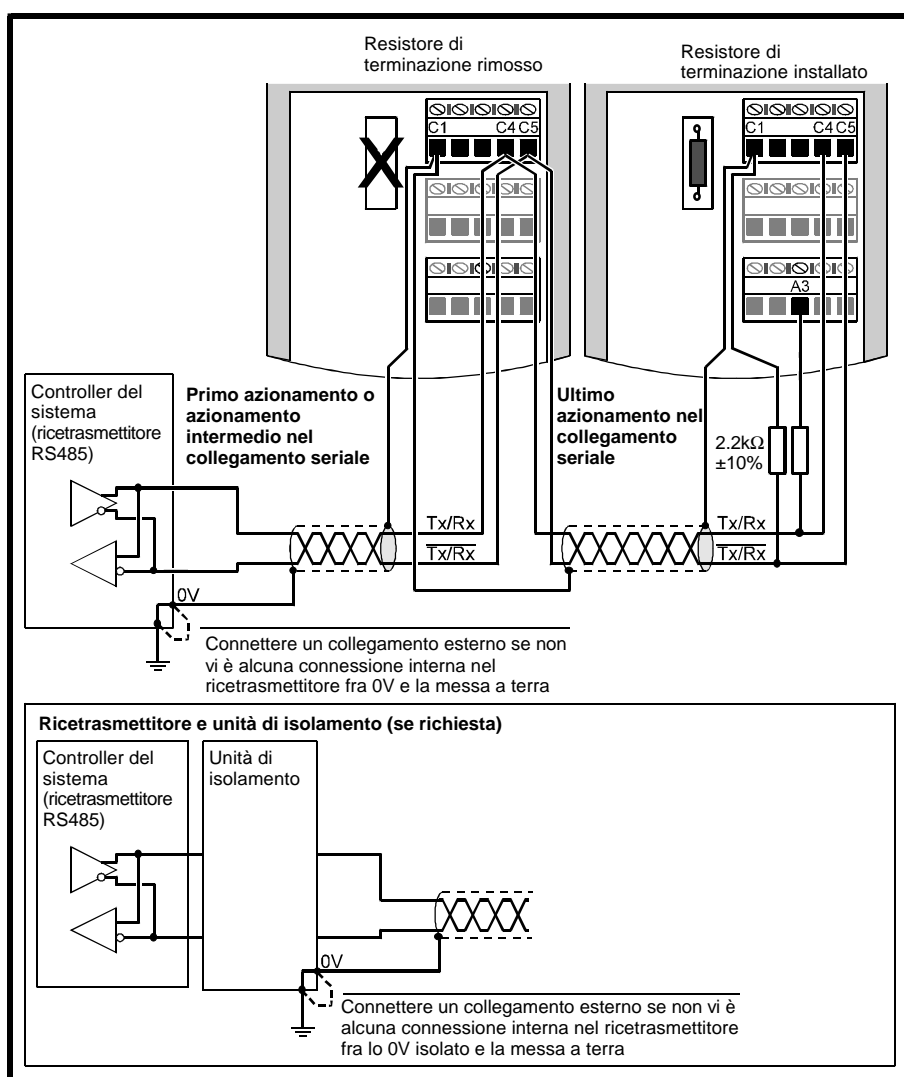 Resistore di
terminazione rimosso
Resistore di
terminazione installato
C1 C4 C5
C1 C4 C5
A3
Controller del
sistema
(ricetrasmettitore
RS485)
Primo azionamento o
azionamento
intermedio nel
collegamento seriale
Ultimo
azionamento nel
collegamento
seriale
2.2kΩ
±10%
Tx/Rx
Tx/Rx
Tx/Rx
Tx/Rx
0V
Connettere un collegamento esterno se non
vi è alcuna connessione interna nel
ricetrasmettitore fra 0V e la messa a terra
Ricetrasmettitore e unità di isolamento (se richiesta)
Controller del
sistema
(ricetrasmettitore
RS485)
Unità di
isolamento
0V
Connettere un collegamento esterno se non vi è
alcuna connessione interna nel ricetrasmettitore
fra lo 0V isolato e la messa a terra